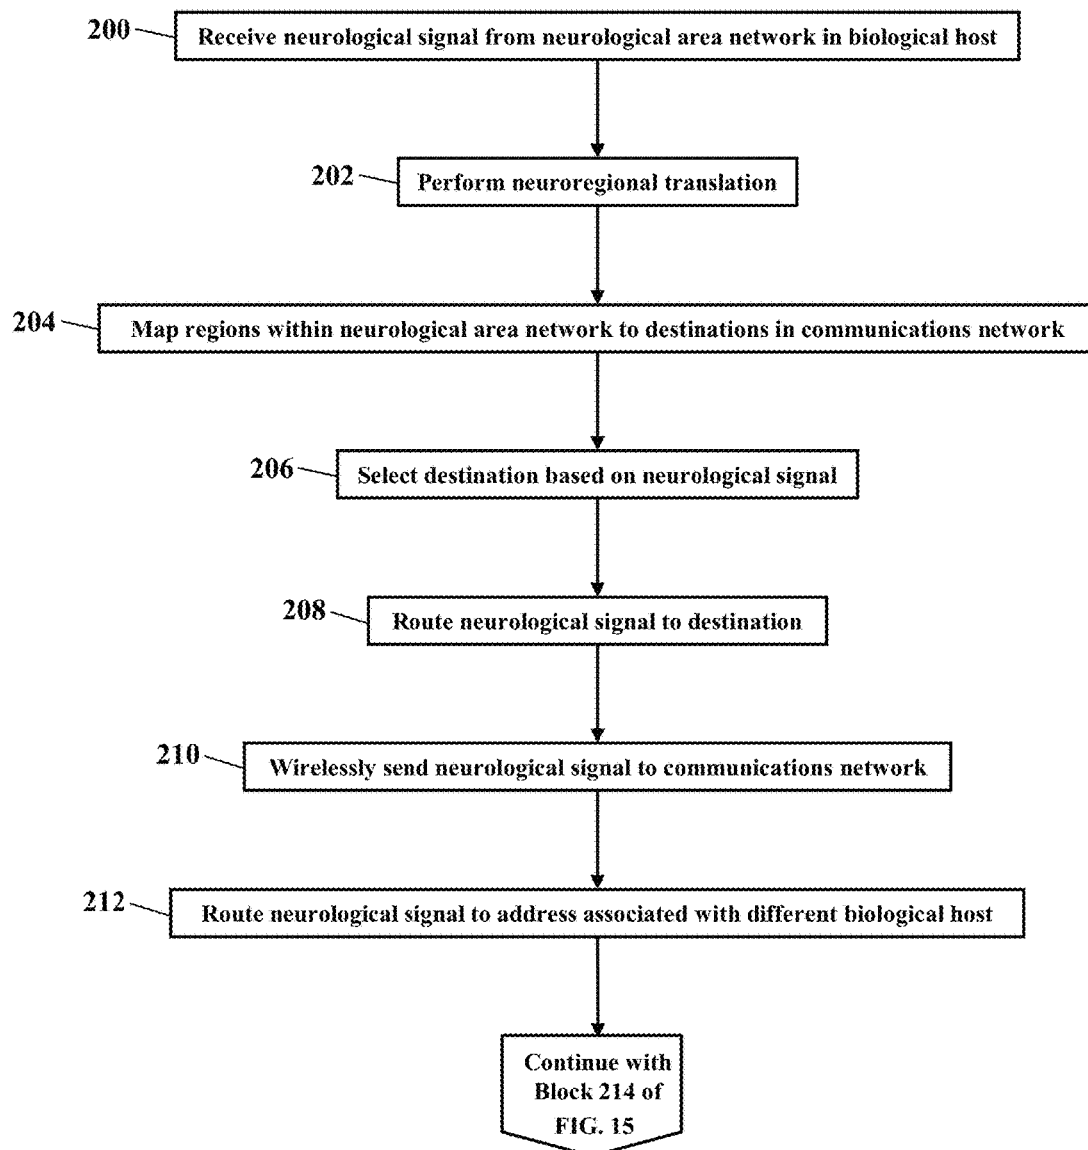 200 Receive neurological signal from neurological area network in biological host
202 Perform neuroregional translation
204 Map regions within neurological area network to destinations in communications network
206 Select destination based on neurological signal
208 Route neurological signal to destination
210 Wirelessly send neurological signal to communications network
212 Route neurological signal to address associated with different biological host
Continue with
Block 214 of
FIG. 15